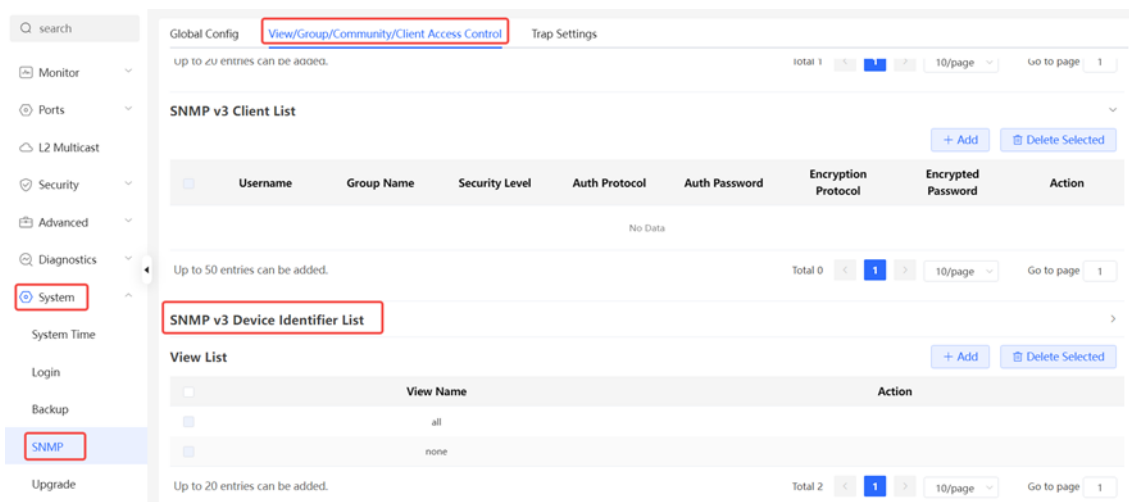 search
Monitor
Ports
L2 Multicast
Security
Advanced
Diagnostics
System
System Time
Login
Backup
SNMP
Upgrade
Global Config View/Group/Community/Client Access Control Trap Settings
Up to 20 entries can be added. Total 1 1 10/page Go to page 1
SNMP v3 Client List
+ Add Delete Selected
Username Group Name Security Level Auth Protocol Auth Password Encryption Protocol Encrypted Password Action
No Data
Up to 50 entries can be added. Total 0 1 10/page Go to page 1
SNMP v3 Device Identifier List
View List + Add Delete Selected
View Name Action
all
none
Up to 20 entries can be added. Total 2 1 10/page Go to page 1